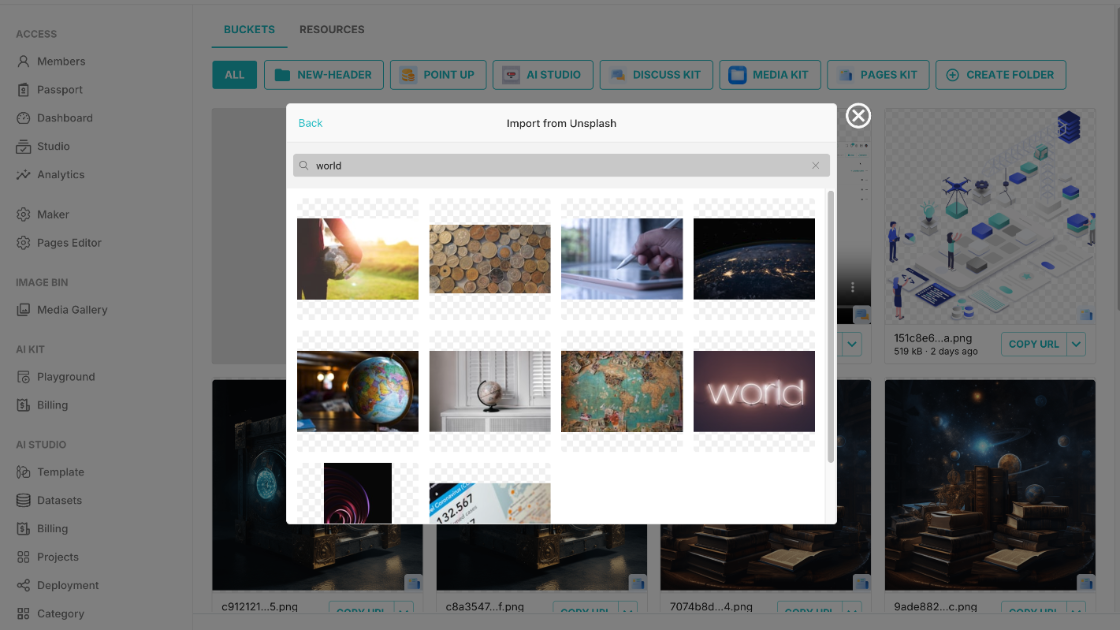 ACCESS
Members
Passport
Dashboard
Studio
Analytics
Maker
Pages Editor
IMAGE BIN
Media Gallery
AI KIT
Playground
Billing
AI STUDIO
Template
Datasets
Billing
Projects
Deployment
Category
BUCKETS RESOURCES
ALL NEW-HEADER POINT UP AI STUDIO DISCUSS KIT MEDIA KIT PAGES KIT CREATE FOLDER
Back Import from Unsplash
world
world
132,567
151c8e6...a.png
519 kB · 2 days ago
COPY URL
c912121...5.png COPY URL
c8a3547...f.png COPY URL
7074b8d...4.png COPY URL
9ade882...c.png COPY URL